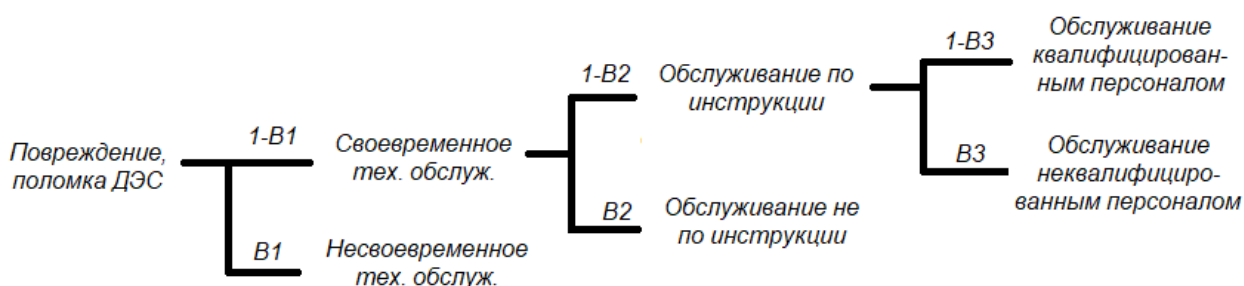 Повреждение,
поломка ДЭС
1-В1
Своевременное
тех. обслуж.
В1
Несвоевременное
тех. обслуж.
1-В2
Обслуживание по
инструкции
В2
Обслуживание не
по инструкции
1-В3
Обслуживание
квалифицирован-
ным персоналом
В3
Обслуживание
неквалифициро-
ванным персоналом